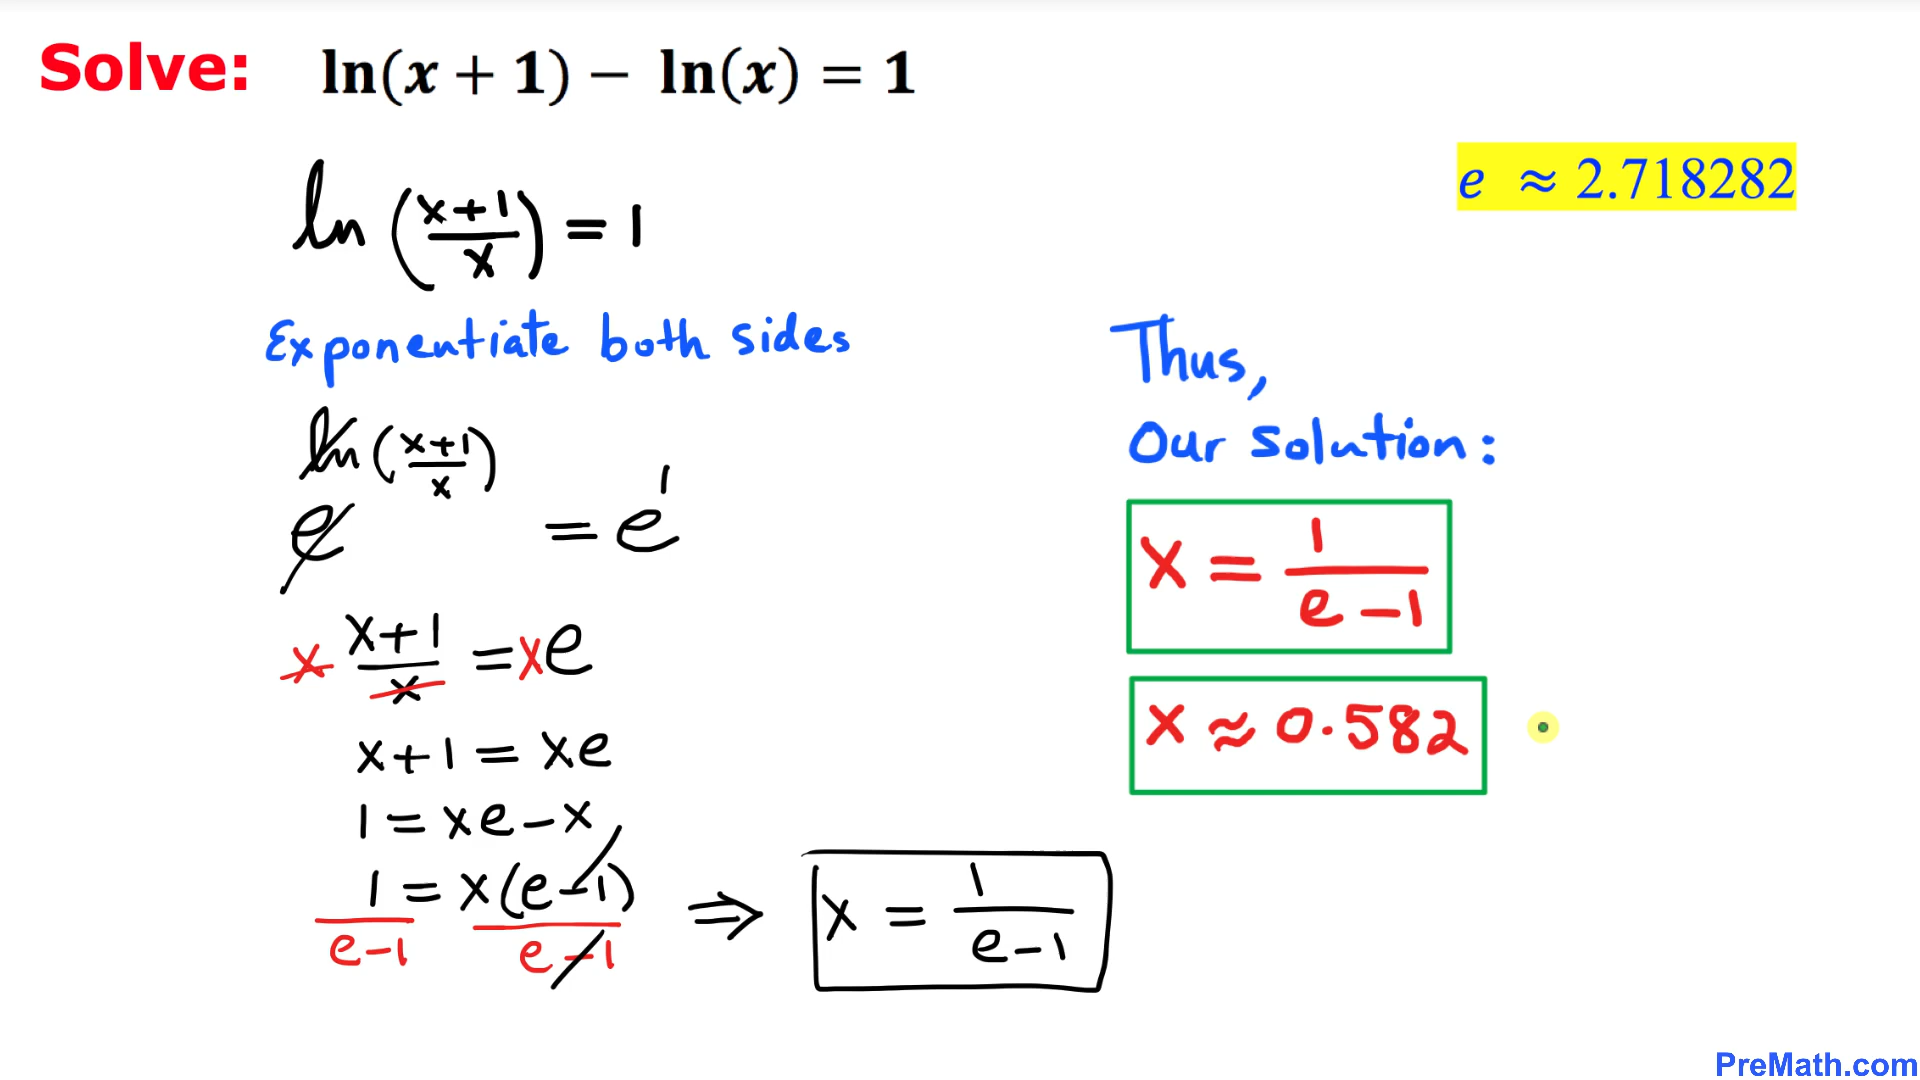 Solve: ln(x + 1) − ln(x) = 1
e ≈ 2.718282
ln (x+1/x) = 1
Exponentiate both sides
e^ln(x+1/x) = e^1
x x+1/x = xe
x+1 = xe
1 = xe-x
1/e-1 = x(e-1)/e-1 ⇒ x = 1/e-1
Thus,
Our solution:
x = 1/e-1
x ≈ 0.582
PreMath.com